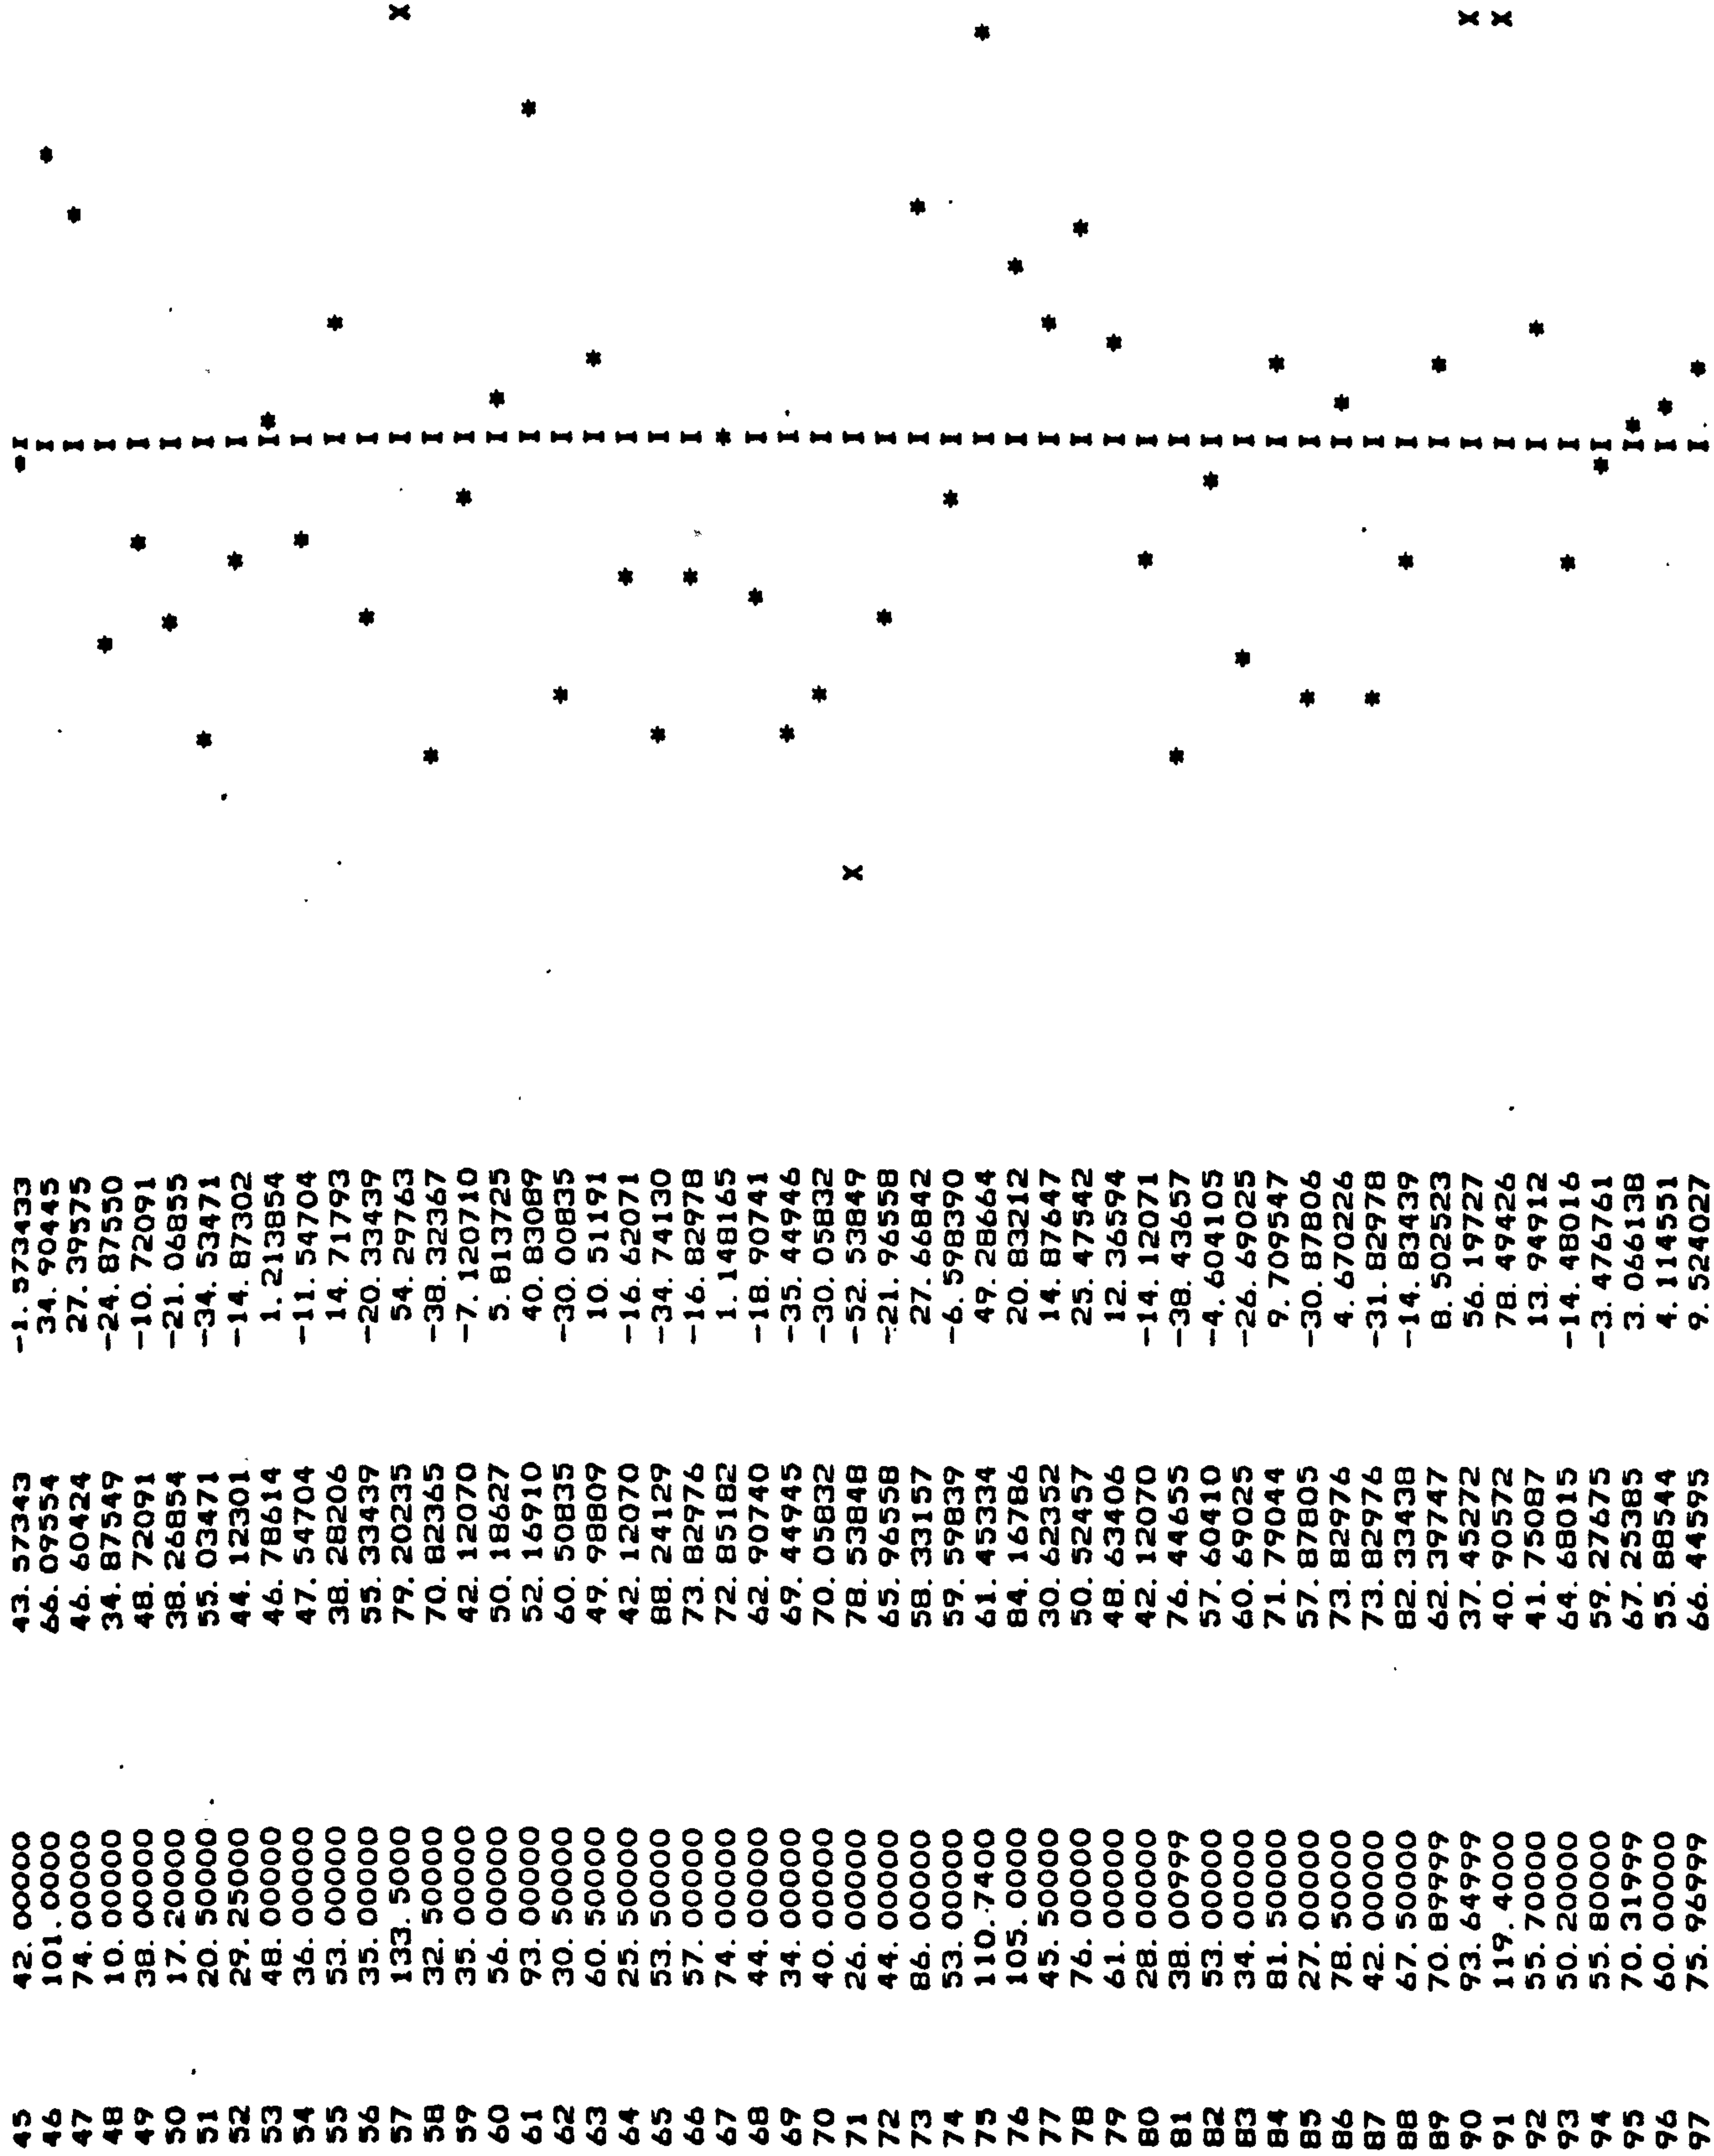 45 42.00000 43.57343 -1.573433 * I
46 101.0000 66.09554 34.90445 I *
47 74.00000 46.60424 27.39575 I *
48 10.00000 34.87549 -24.87550 * I
49 38.00000 48.72091 -10.72091 * I
50 17.20000 38.26854 -21.06855 * I
51 20.50000 55.03471 -34.53471 * I
52 29.25000 44.12301 -14.87302 * I
53 48.00000 46.78614 1.213854 I*
54 36.00000 47.54704 -11.54704 * I
55 53.00000 38.28206 14.71793 I *
56 35.00000 55.33439 -20.33439 * I
57 133.5000 79.20235 54.29763 I X
58 32.50000 70.82365 -38.32367 * I
59 35.00000 42.12070 -7.120710 * I
60 56.00000 50.18627 5.813725 I *
61 93.00000 52.16910 40.83089 I *
62 30.50000 60.50835 -30.00835 * I
63 60.50000 49.98809 10.51191 I *
64 25.50000 42.12070 -16.62071 * I
65 53.50000 88.24129 -34.74130 * I
66 57.00000 73.82976 -16.82978 * I
67 74.00000 72.85182 1.148165 *
68 44.00000 62.90740 -18.90741 * I
69 34.00000 69.44945 -35.44946 * I
70 40.00000 70.05832 -30.05832 * I
71 26.00000 78.53848 -52.53849 X I
72 44.00000 65.96558 -21.96558 * I
73 86.00000 58.33157 27.66842 I *
74 53.00000 59.59839 -6.598390 * I
75 110.7400 61.45334 49.28664 I *
76 105.0000 84.16786 20.83212 I *
77 45.50000 30.62352 14.87647 I *
78 76.00000 50.52457 25.47542 I *
79 61.00000 48.63406 12.36594 I *
80 28.00000 42.12070 -14.12071 * I
81 38.00999 76.44655 -38.43657 * I
82 53.00000 57.60410 -4.604105 * I
83 34.00000 60.69025 -26.69025 * I
84 81.50000 71.79044 9.709547 I *
85 27.00000 57.87805 -30.87806 * I
86 78.50000 73.82976 4.670226 I *
87 42.00000 73.82976 -31.82978 * I
88 67.50000 82.33438 -14.83439 * I
89 70.89999 62.39747 8.502523 I *
90 93.64999 37.45272 56.19727 I X
91 119.4000 40.90572 78.49426 I X
92 55.70000 41.75087 13.94912 I *
93 50.20000 64.68015 -14.48016 * I
94 55.80000 59.27675 -3.476761 * I
95 70.31999 67.25385 3.066138 I*
96 60.00000 55.88544 4.114551 I *
97 75.96999 66.44595 9.524027 I *